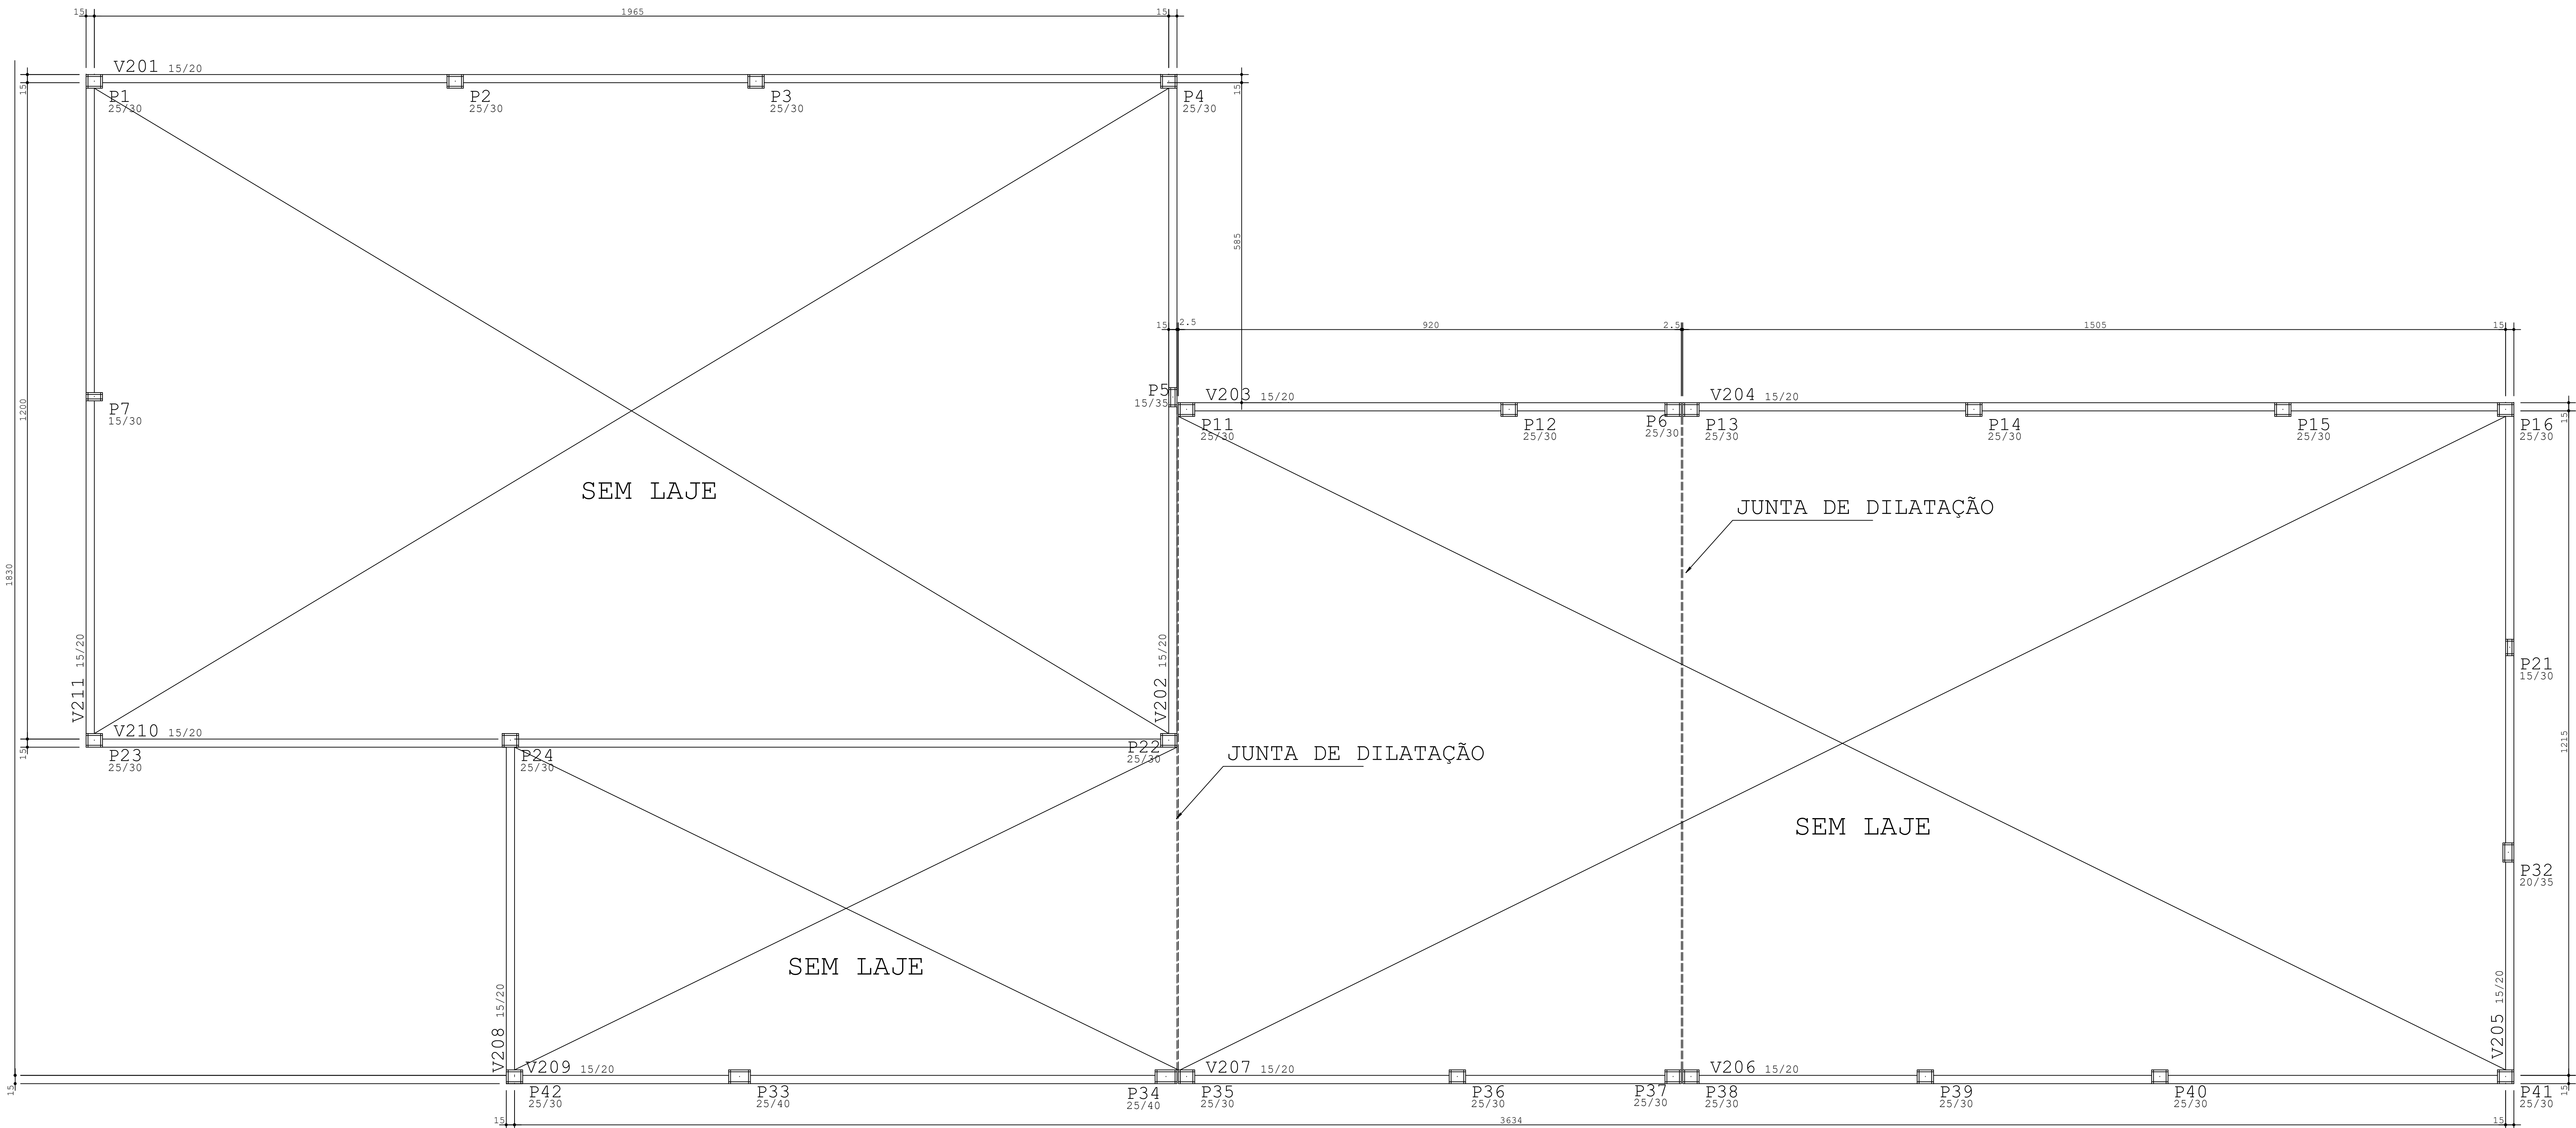 15 1965 15
V201 15/20
15
P1
25/30
P2
25/30
P3
25/30
P4
25/30
15
585
15 2.5 920 2.5 1505 15
P5
15/35
V203 15/20
V204 15/20
P7
15/30
1200
P11
25/30
P12
25/30
P6
25/30
P13
25/30
P14
25/30
P15
25/30
P16
25/30
15
SEM LAJE
JUNTA DE DILATAÇÃO
1830
V211 15/20
V202 15/20
P21
15/30
V210 15/20
15
P23
25/30
P24
25/30
P22
25/30
JUNTA DE DILATAÇÃO
1215
SEM LAJE
P32
20/35
SEM LAJE
V208 15/20
V205 15/20
V209 15/20
V207 15/20
V206 15/20
15
P42
25/30
P33
25/40
P34
25/40
P35
25/30
P36
25/30
P37
25/30
P38
25/30
P39
25/30
P40
25/30
P41
25/30
15
15 3634 15